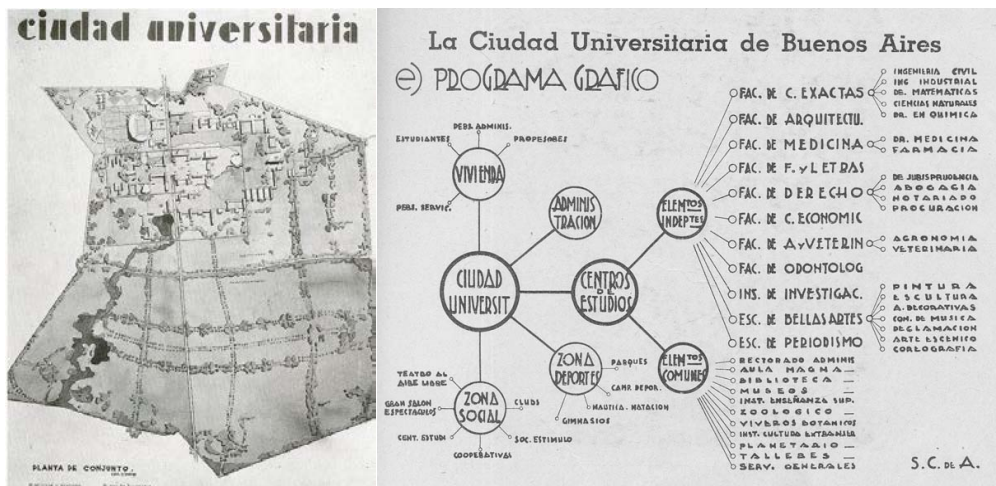 ciudad universitaria
PLANTA DE CONJUNTO.
La Ciudad Universitaria de Buenos Aires
e) PROGRAMA GRAFICO
PERS. ADMINIS.
ESTUDIANTES
PROFESORES
VIVIENDA
PERS. SERVIC.
ADMINIS
TRACION
CIUDAD
UNIVERSIT
CENTROS
DE
ESTUDIOS
ELEMTOS
INDEPTES
ZONA
DEPORTES
PARQUES
CAMP. DEPOR.
NAUTICA. NATACION
GIMNASIOS
ELEMTOS
COMUNES
TEATRO AL
AIRE LIBRE
GRAN SALON
ESPECTACULOS
ZONA
SOCIAL
CLUBS
CENT. ESTUDI
SOC. ESTIMULO
COOPERATIVAS
FAC. DE C. EXACTAS
INGENIERIA CIVIL
ING INDUSTRIAL
DR. MATEMATICAS
CIENCIAS NATURALES
DR. EN QUIMICA
FAC. DE ARQUITECTU.
FAC. DE MEDICINA
DR. MEDICINA
FARMACIA
FAC. DE F. Y LETRAS
FAC. DE DERECHO
DR. JURISPRUDENCIA
ABOGACIA
NOTARIADO
PROCURACION
FAC. DE C. ECONOMIC
FAC. DE A Y VETERIN
AGRONOMIA
VETERINARIA
FAC. DE ODONTOLOG
INS. DE INVESTIGAC.
ESC. DE BELLAS ARTES
PINTURA
ESCULTURA
A. DECORATIVAS
CON. DE MUSICA
DECLAMACION
ARTE ESCENICO
COREOGRAFIA
ESC. DE PERIODISMO
RECTORADO ADMINIS
AULA MAGNA
BIBLIOTECA
MUSEOS
INST. ENSEÑANZA SUP.
ZOOLOGICO
VIVEROS BOTANICOS
INST. CULTURA EXTRANJER
PLANETARIO
TALLERES
SERV. GENERALES
S.C. DE A.